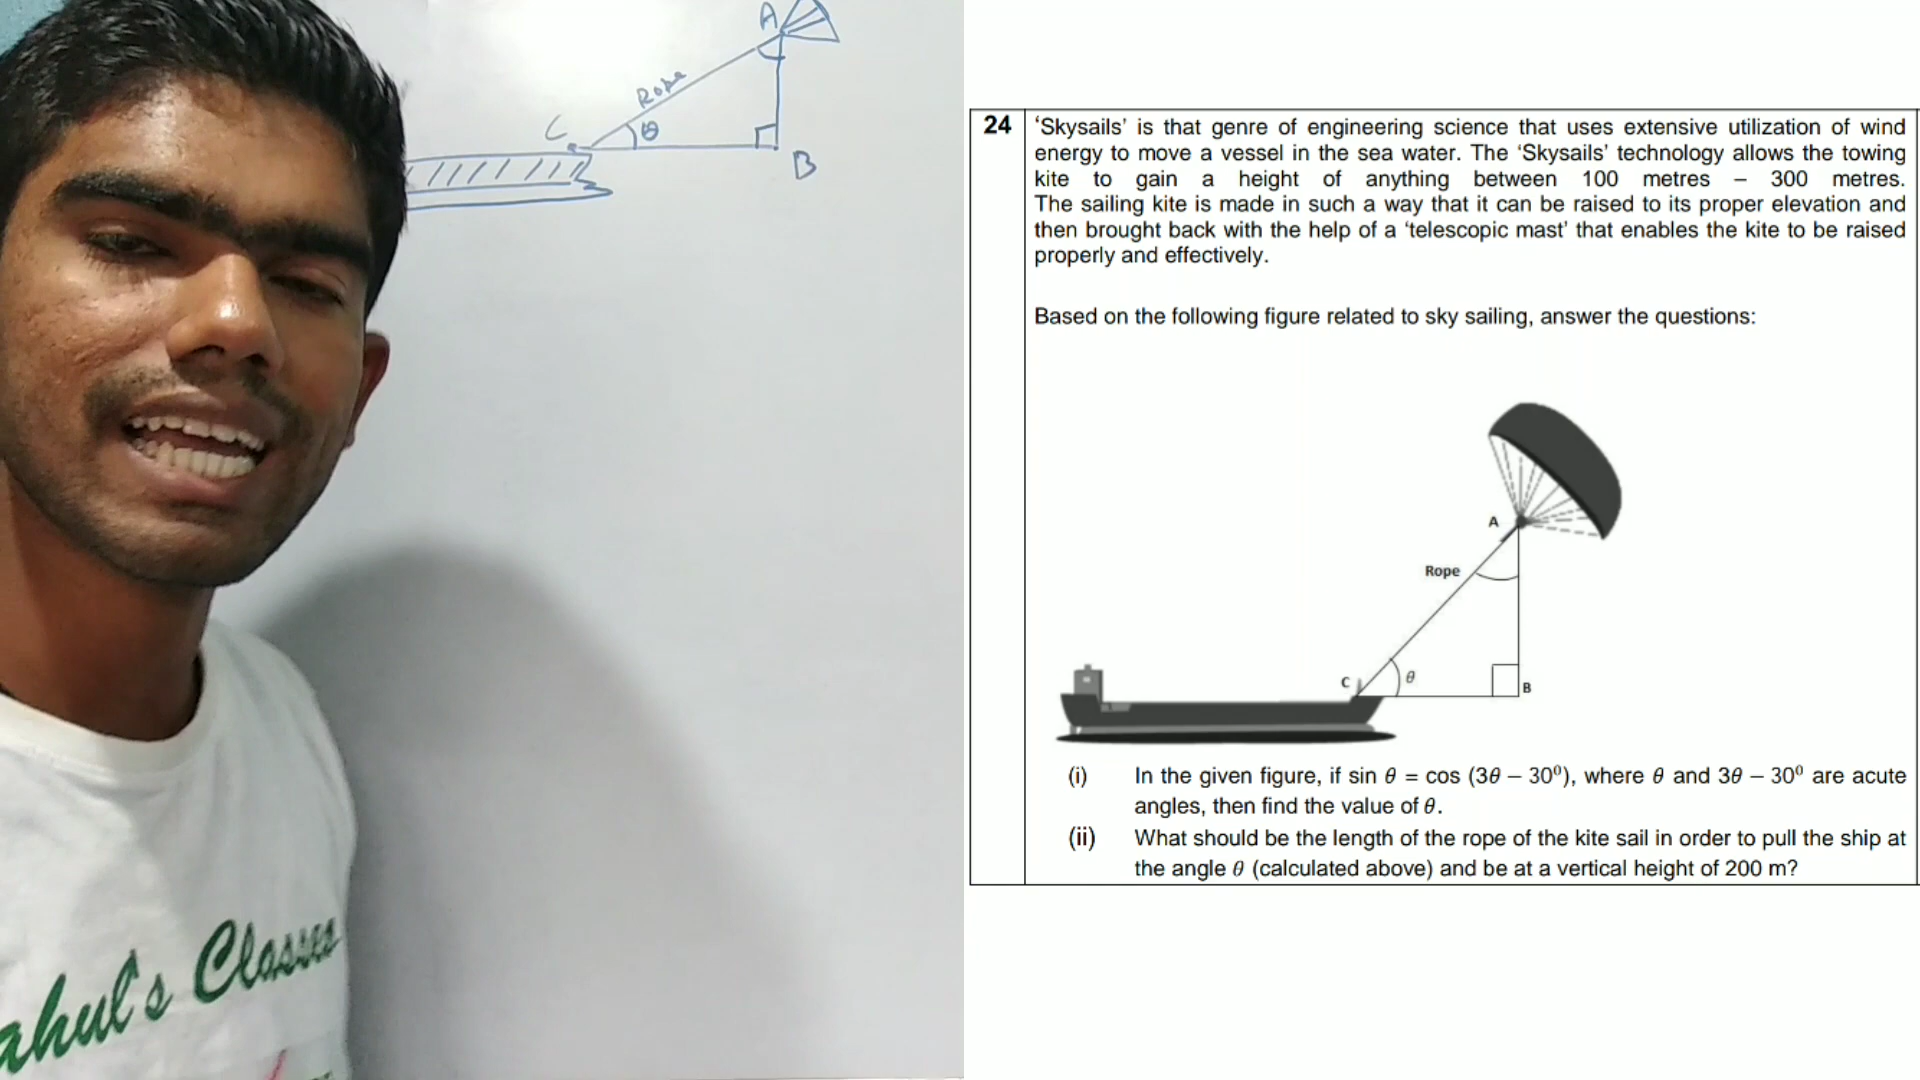 A
Rope
C
θ
B
ahul's Classes
24
‘Skysails’ is that genre of engineering science that uses extensive utilization of wind
energy to move a vessel in the sea water. The ‘Skysails’ technology allows the towing
kite to gain a height of anything between 100 metres – 300 metres.
The sailing kite is made in such a way that it can be raised to its proper elevation and
then brought back with the help of a ‘telescopic mast’ that enables the kite to be raised
properly and effectively.
Based on the following figure related to sky sailing, answer the questions:
A
Rope
C
θ
B
(i) In the given figure, if sin θ = cos (3θ – 30⁰), where θ and 3θ – 30⁰ are acute
angles, then find the value of θ.
(ii) What should be the length of the rope of the kite sail in order to pull the ship at
the angle θ (calculated above) and be at a vertical height of 200 m?